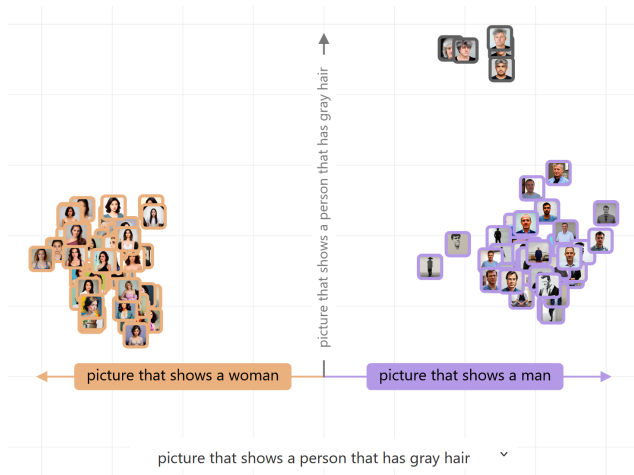 picture that shows a person that has gray hair
picture that shows a woman
picture that shows a man
picture that shows a person that has gray hair